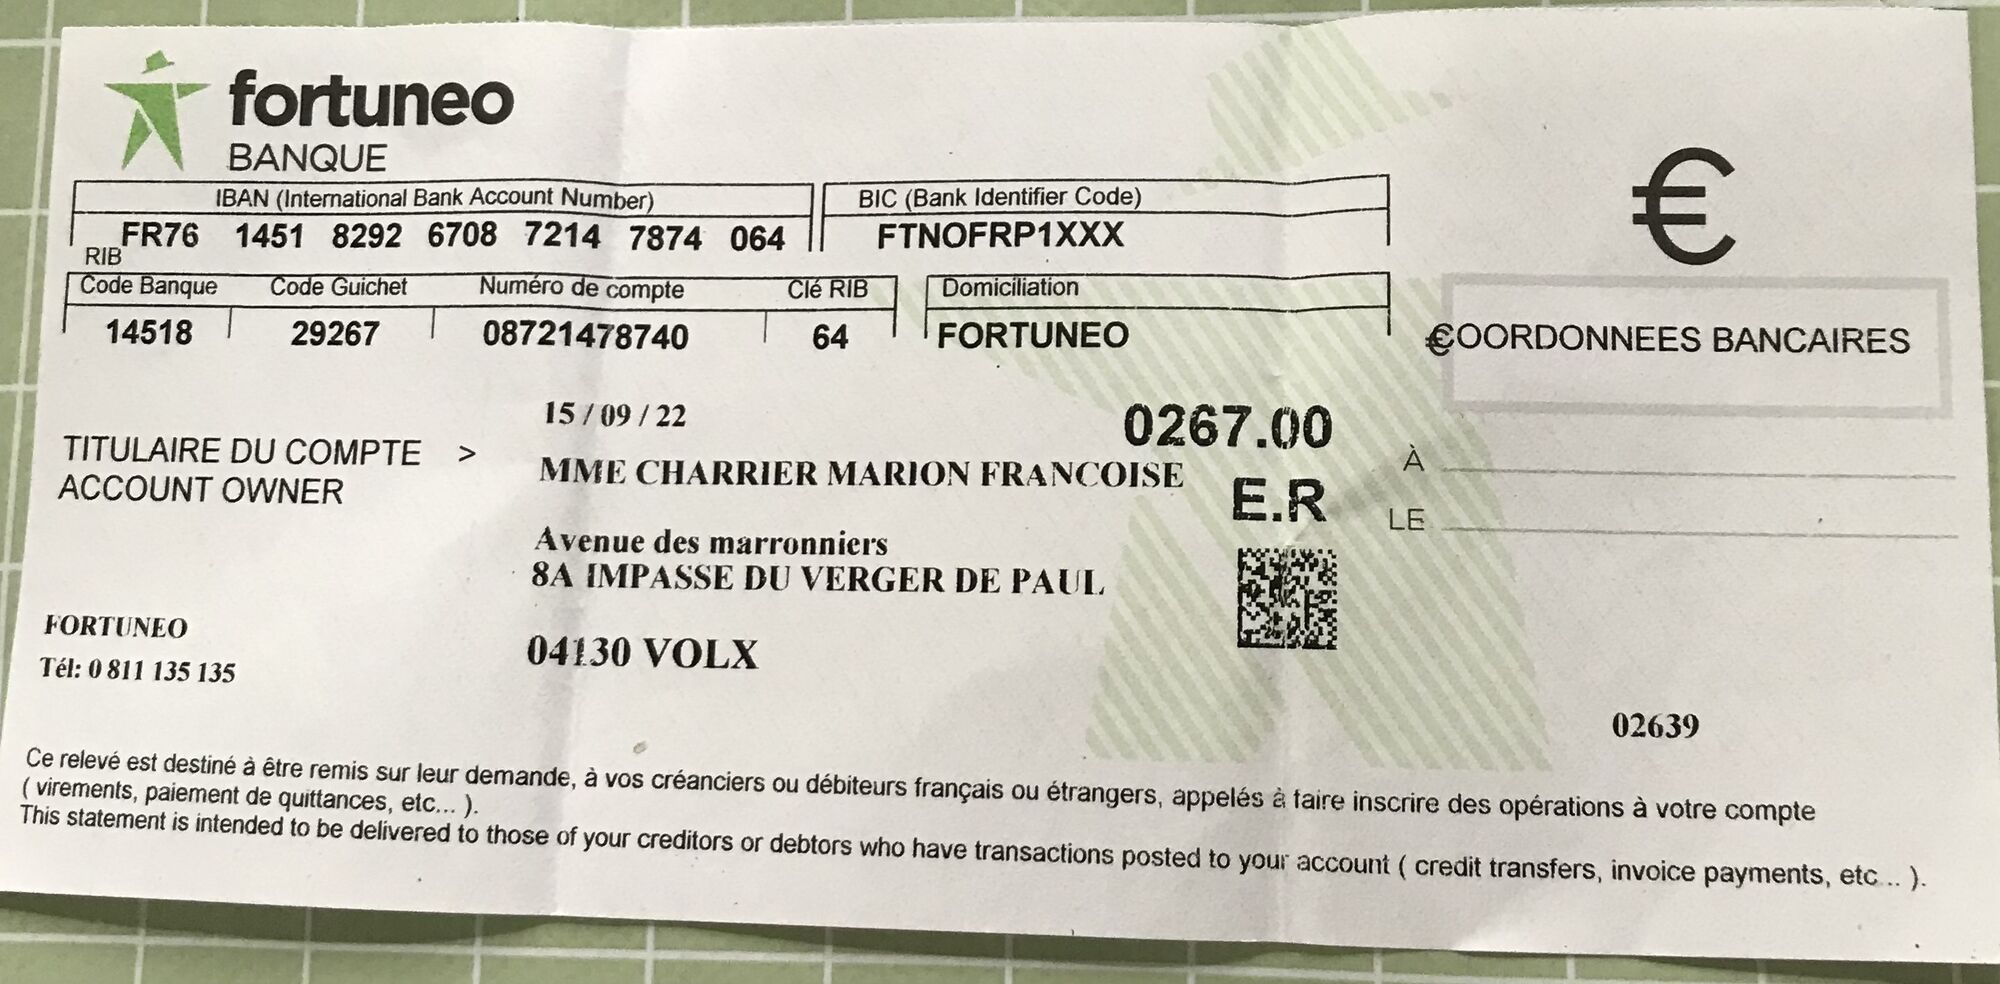 fortuneo
BANQUE
IBAN (International Bank Account Number)
BIC (Bank Identifier Code)
FR76 1451 8292 6708 7214 7874 064
FTNOFRP1XXX
RIB
Code Banque Code Guichet Numéro de compte Clé RIB
Domiciliation
14518 29267 08721478740 64
FORTUNEO
€
€COORDONNEES BANCAIRES
15 / 09 / 22
0267.00
TITULAIRE DU COMPTE >
ACCOUNT OWNER
MME CHARRIER MARION FRANCOISE
E.R
À
LE
Avenue des marronniers
8A IMPASSE DU VERGER DE PAUL
04130 VOLX
FORTUNEO
Tél: 0 811 135 135
02639
Ce relevé est destiné à être remis sur leur demande, à vos créanciers ou débiteurs français ou étrangers, appelés à faire inscrire des opérations à votre compte
( virements, paiement de quittances, etc... ).
This statement is intended to be delivered to those of your creditors or debtors who have transactions posted to your account ( credit transfers, invoice payments, etc .. ).